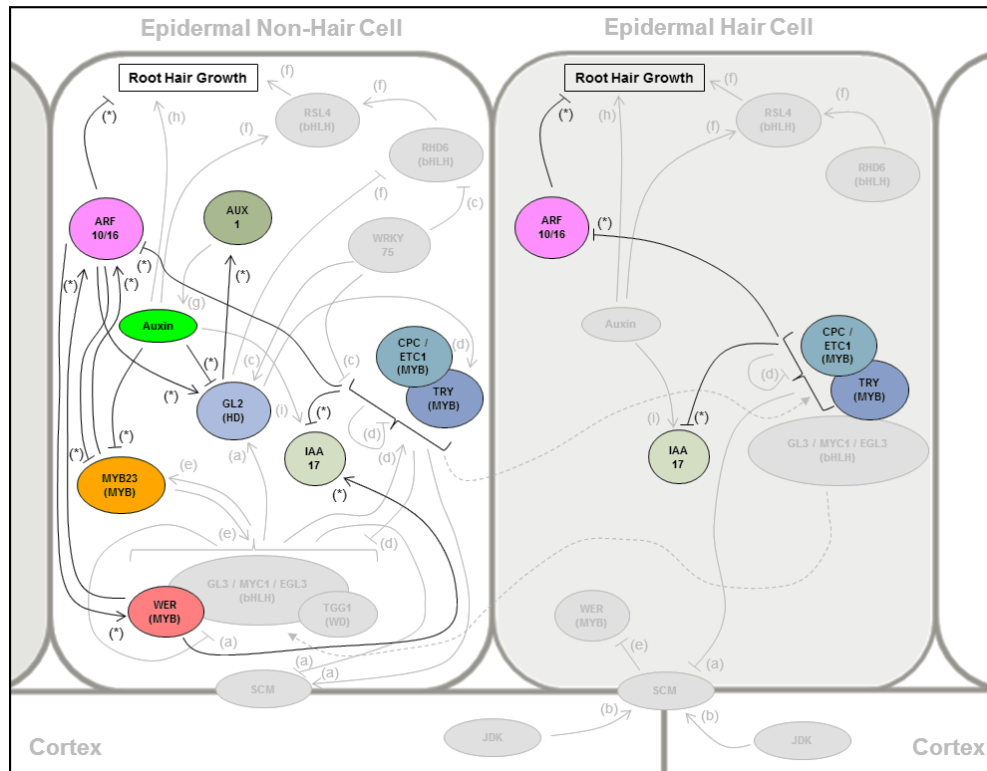 Epidermal Non-Hair Cell
Epidermal Hair Cell
Root Hair Growth
Root Hair Growth
(f)
(f)
(*)
(h)
(f)
RSL4
(bHLH)
(f)
RHD6
(bHLH)
(*)
(h)
(f)
RSL4
(bHLH)
(f)
RHD6
(bHLH)
ARF
10/16
AUX
1
(f)
(c)
WRKY
75
ARF
10/16
(*)
(*)
(*)
(*)
(*)
(g)
Auxin
(*)
(*)
(c)
(i)
(c)
(d)
CPC /
ETC1
(MYB)
TRY
(MYB)
GL2
(HD)
(*)
(d)
(d)
IAA
17
(*)
(*)
(*)
MYB23
(MYB)
(e)
(a)
(e)
(d)
GL3 / MYC1 / EGL3
(bHLH)
TGG1
(WD)
WER
(MYB)
(*)
(a)
(a)
(a)
SCM
Auxin
(i)
(*)
IAA
17
(d)
CPC /
ETC1
(MYB)
TRY
(MYB)
GL3 / MYC1 / EGL3
(bHLH)
WER
(MYB)
(e)
(a)
SCM
(b)
(b)
JDK
JDK
Cortex
Cortex